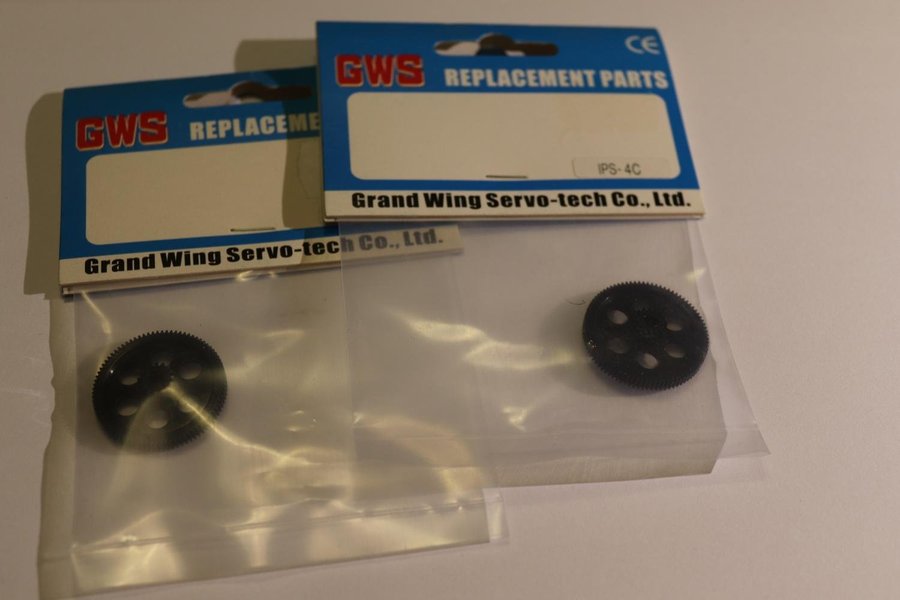 GWS REPLACEME
Grand Wing Servo-tech Co., Ltd.
CE
GWS REPLACEMENT PARTS
IPS-4C
Grand Wing Servo-tech Co., Ltd.